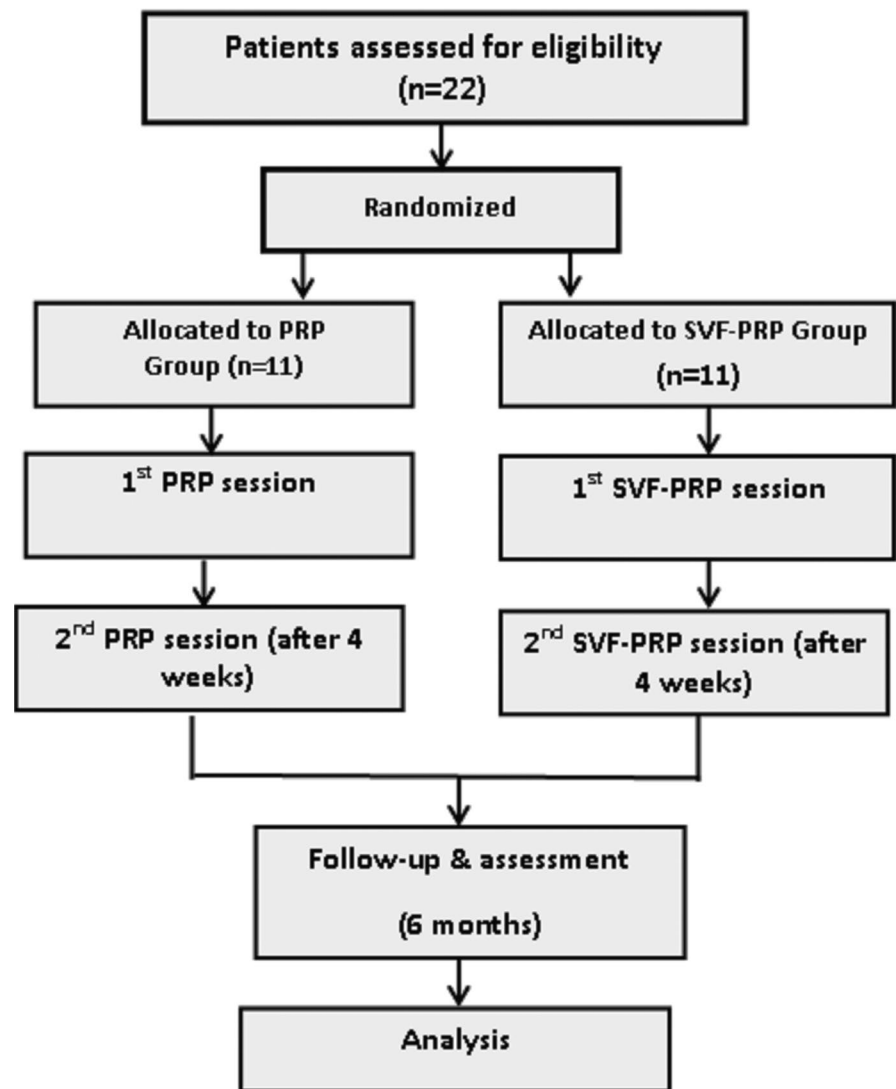 Patients assessed for eligibility
(n=22)
Randomized
Allocated to PRP
Group (n=11)
Allocated to SVF-PRP Group
(n=11)
1st PRP session
1st SVF-PRP session
2nd PRP session (after 4
weeks)
2nd SVF-PRP session (after
4 weeks)
Follow-up & assessment
(6 months)
Analysis